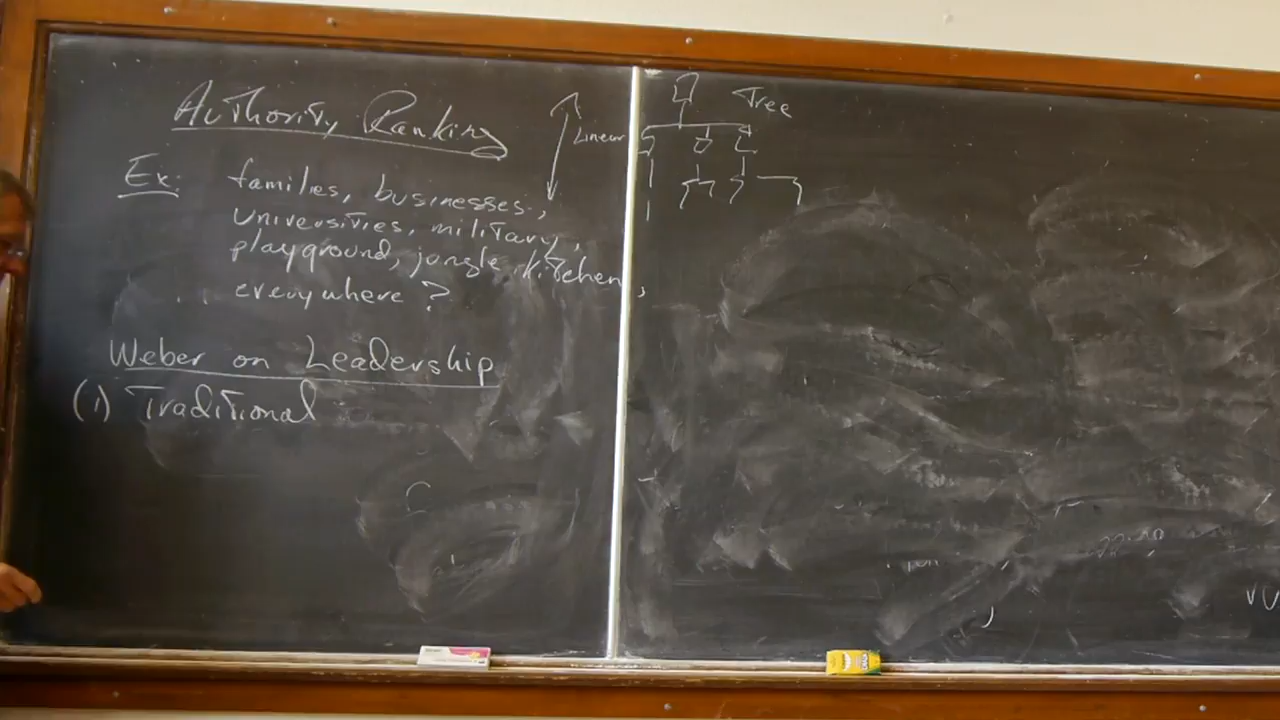 Authority Ranking
Linear
Tree
Ex: families, businesses,
universities, military,
playground, jungle, kitchen,
everywhere?
Weber on Leadership
(1) Traditional